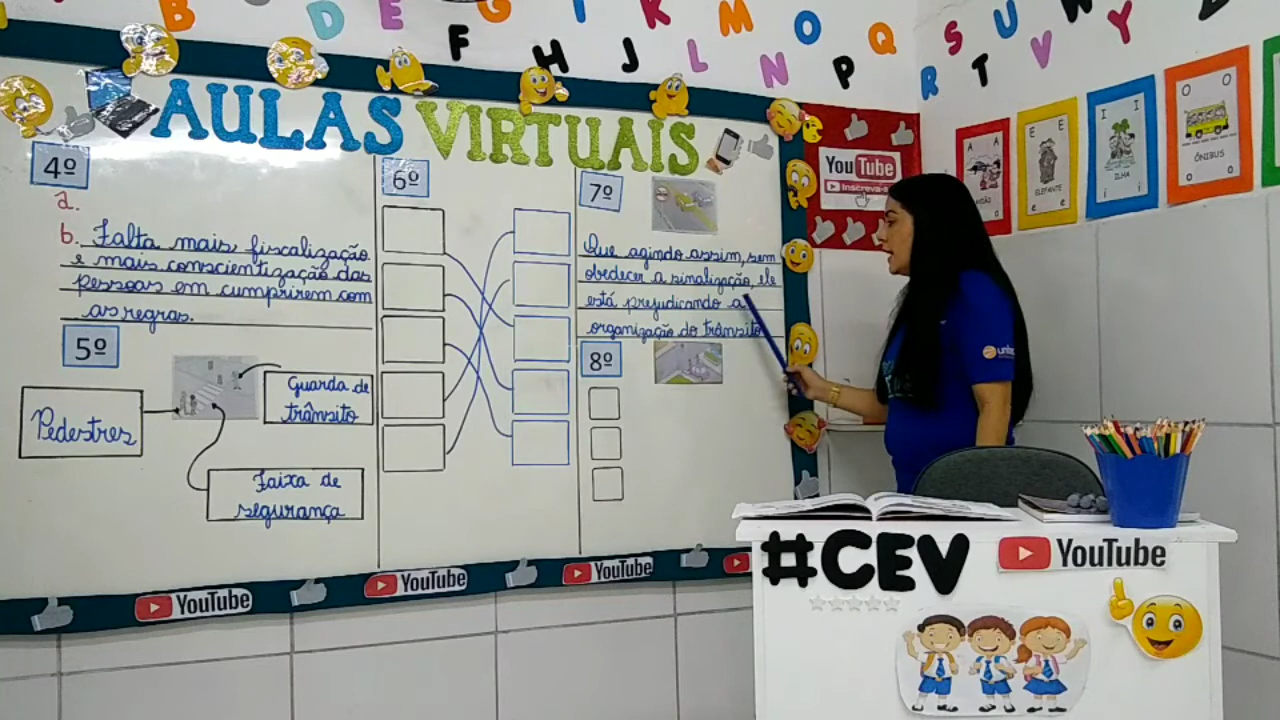 B D E G I K M O Q S U W Y Z
F H J L N P R T V
AULAS VIRTUAIS
4º
a.
b. Falta mais fiscalização
e mais conscientização das
pessoas em cumprirem com
as regras.
5º
Pedestres
Guarda de
trânsito
Faixa de
segurança
6º
7º
Que agindo assim, sem
obedecer a sinalização, ele
está prejudicando a
organização do trânsito
8º
YouTube
Inscreva-se
A A
E E
ELEFANTE
e e
I I
ILHA
i i
O O
ÔNIBUS
o o
#CEV YouTube
YouTube
YouTube
YouTube